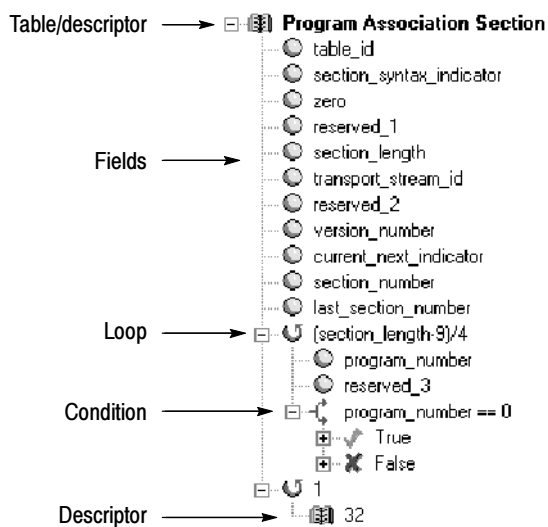 Table/descriptor Program Association Section
table_id
section_syntax_indicator
zero
reserved_1
Fields section_length
transport_stream_id
reserved_2
version_number
current_next_indicator
section_number
last_section_number
Loop (section_length-9)/4
program_number
reserved_3
Condition program_number == 0
True
False
1
Descriptor 32